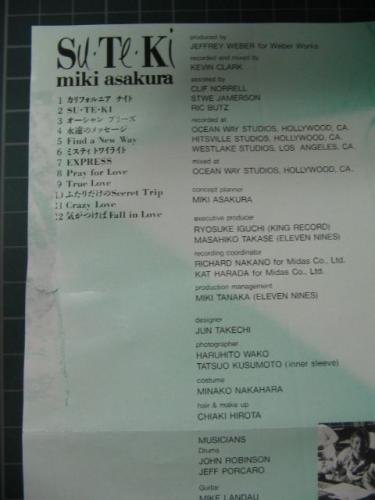 Su·Te·Ki
miki asakura
1 カリフォルニア ナイト
2 SU·TE·KI
3 オーシャン ブリーズ
4 永遠のメッセージ
5 Find a New Way
6 ミスティ トワイライト
7 EXPRESS
8 Pray for Love
9 True Love
10 ふたりだけのSecret Trip
11 Crazy Love
12 気がつけば Fall in Love
produced by
JEFFREY WEBER for Weber Works
recorded and mixed by
KEVIN CLARK
assisted by
CLIF NORRELL
STWE JAMERSON
RIC BUTZ
recorded at
OCEAN WAY STUDIOS, HOLLYWOOD, CA.
HITSVILLE STUDIOS, HOLLYWOOD, CA.
WESTLAKE STUDIOS, LOS ANGELES, CA.
mixed at
OCEAN WAY STUDIOS, HOLLYWOOD, CA.
concept planner
MIKI ASAKURA
executive producer
RYOSUKE IGUCHI (KING RECORD)
MASAHIKO TAKASE (ELEVEN NINES)
recording coordinator
RICHARD NAKANO for Midas Co., Ltd.
KAT HARADA for Midas Co., Ltd.
production management
MIKI TANAKA (ELEVEN NINES)
designer
JUN TAKECHI
photographer
HARUHITO WAKO
TATSUO KUSUMOTO (inner sleeve)
costume
MINAKO NAKAHARA
hair & make up
CHIAKI HIROTA
MUSICIANS
Drums
JOHN ROBINSON
JEFF PORCARO
Guitar
MIKE LANDAU